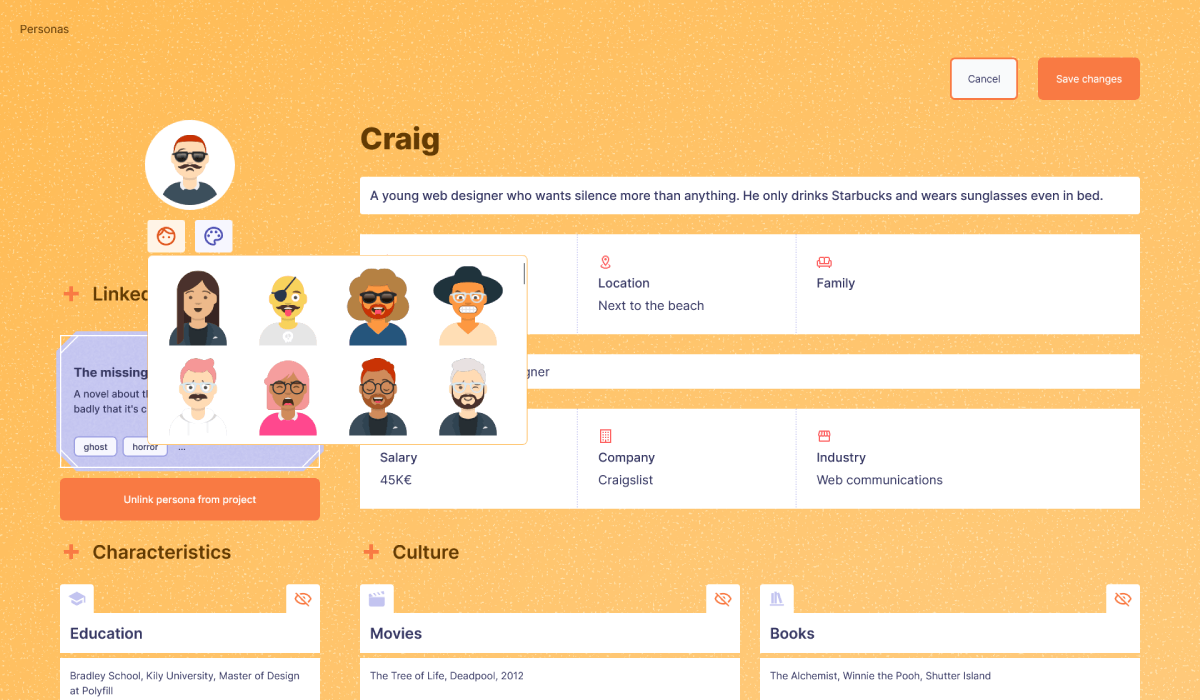 Personas
Cancel
Save changes
Craig
A young web designer who wants silence more than anything. He only drinks Starbucks and wears sunglasses even in bed.
Location
Next to the beach
Family
Linked
The missing
A novel about
badly that it's
ghost
horror
...
Unlink persona from project
Salary
45K€
Company
Craigslist
Industry
Web communications
Characteristics
Culture
Education
Bradley School, Kily University, Master of Design
at Polyfill
Movies
The Tree of Life, Deadpool, 2012
Books
The Alchemist, Winnie the Pooh, Shutter Island